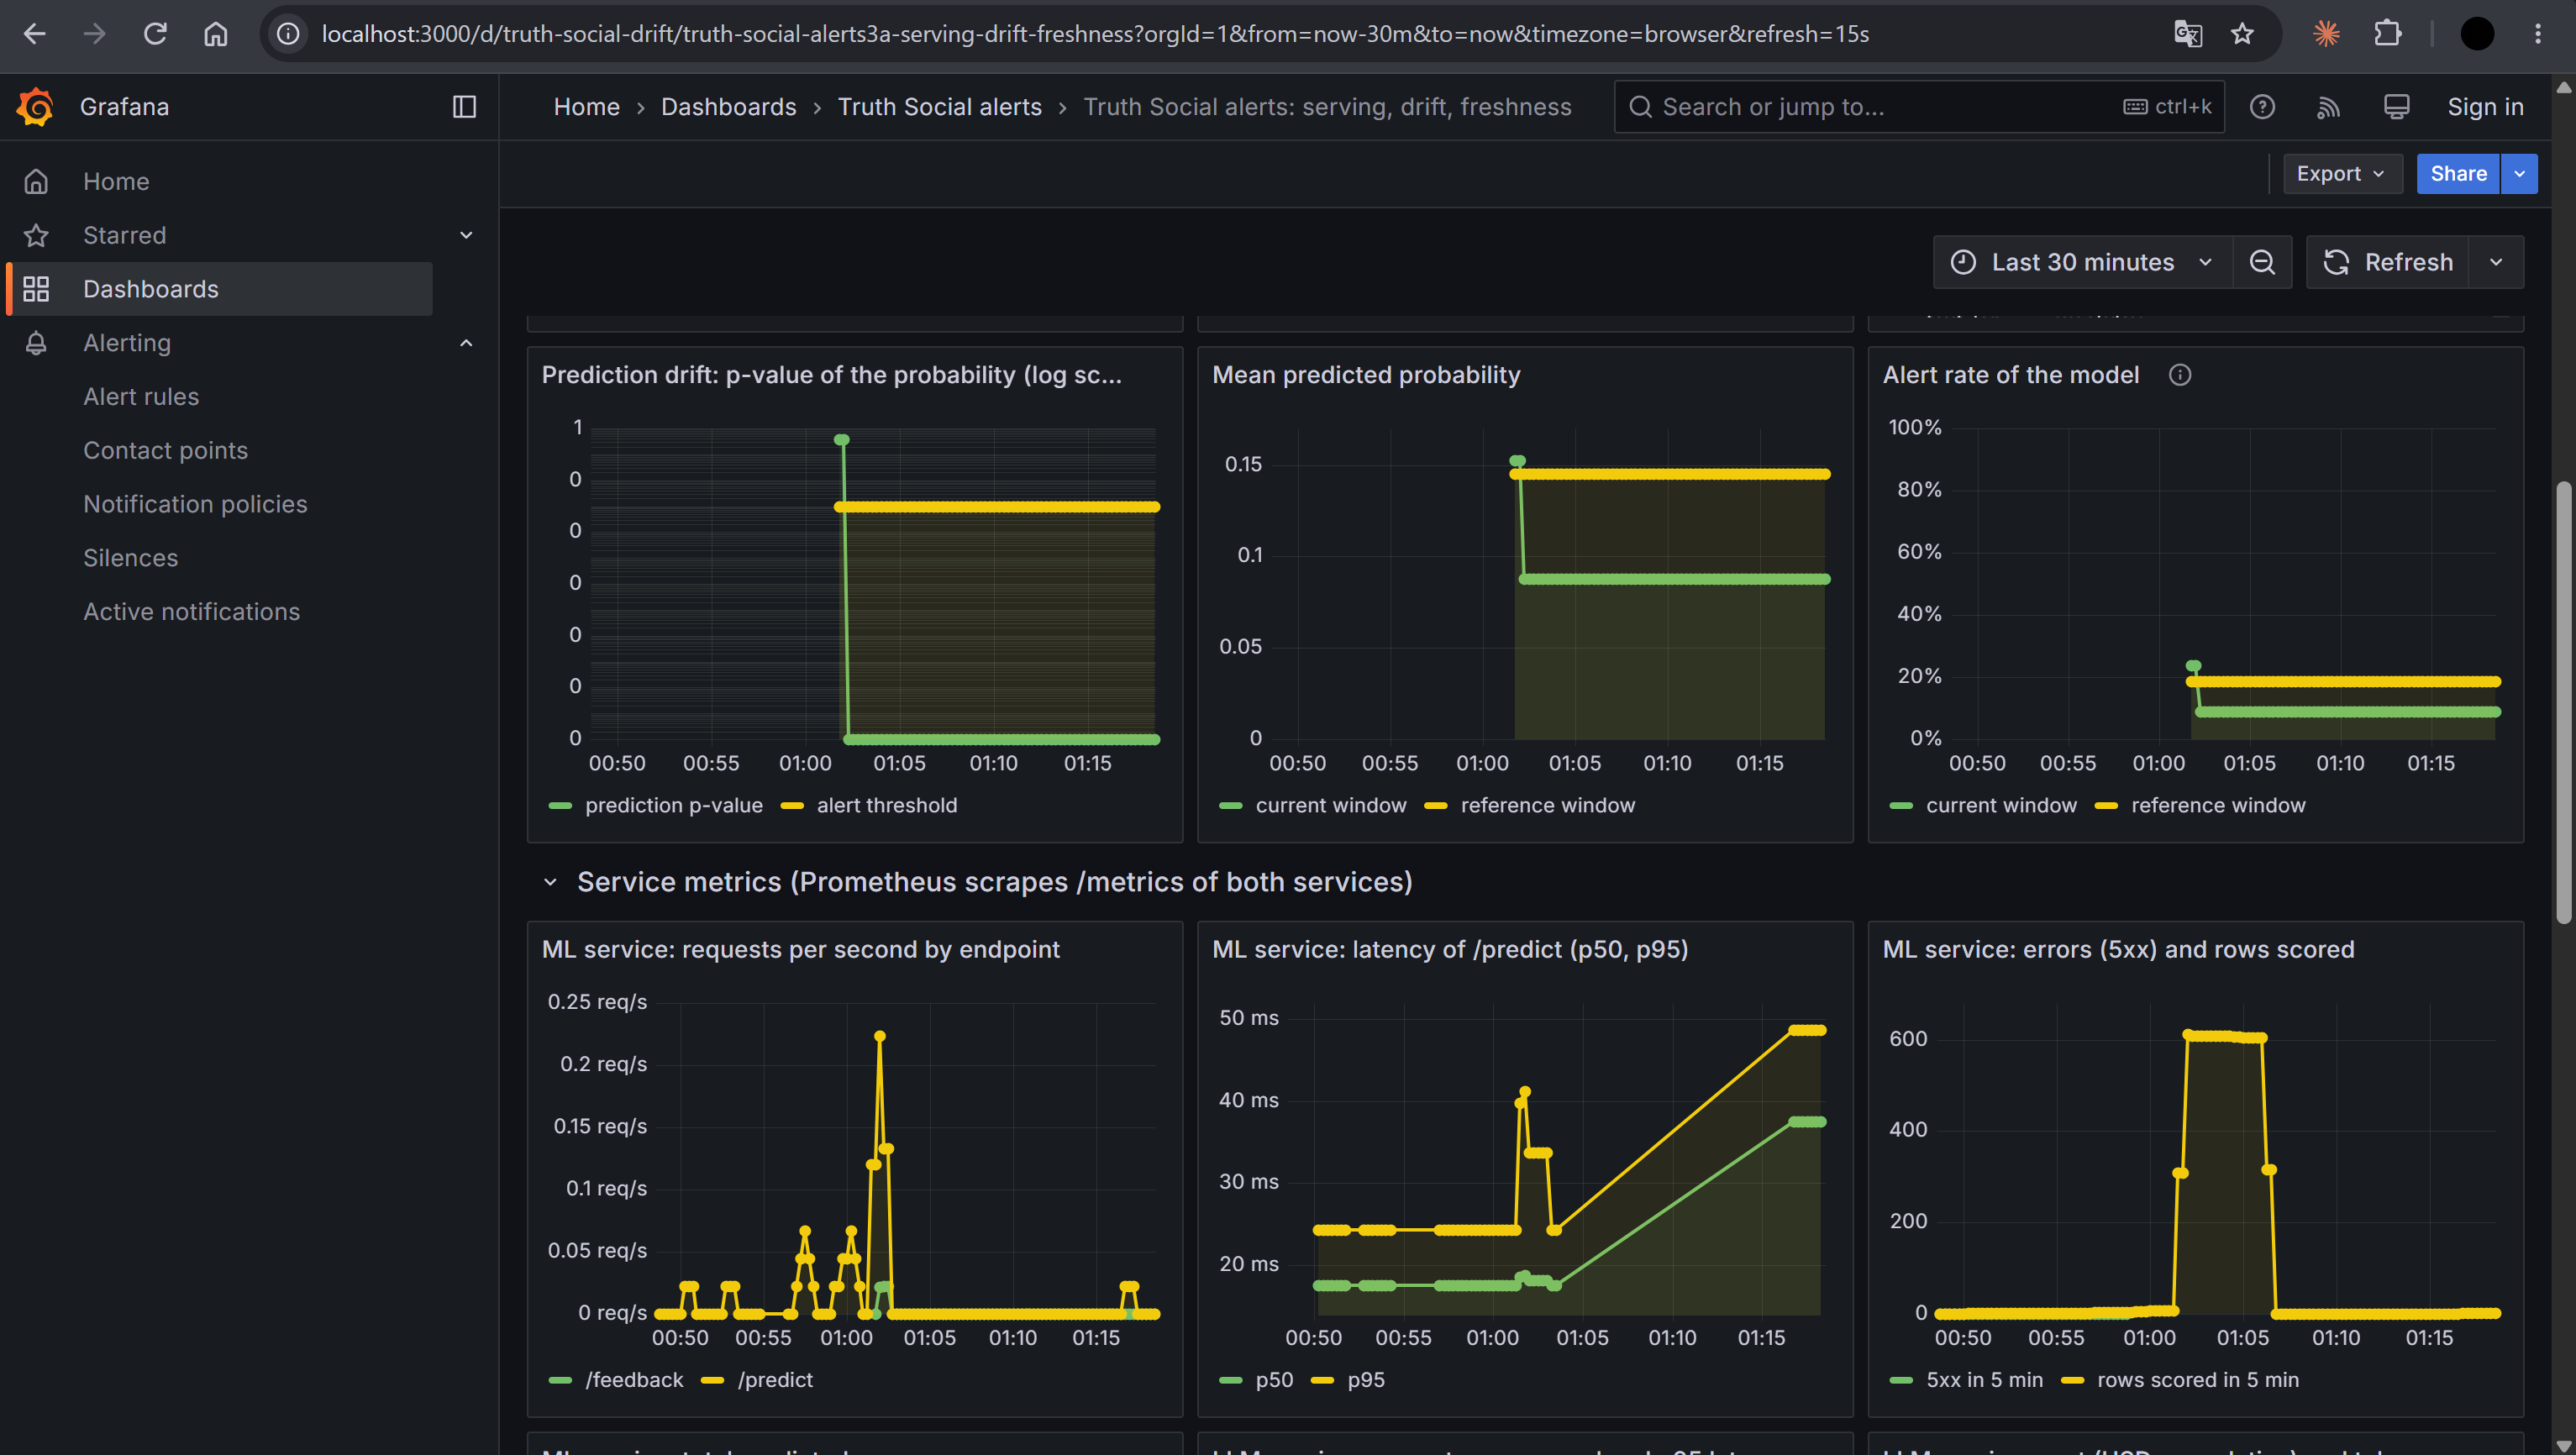 localhost:3000/d/truth-social-drift/truth-social-alerts3a-serving-drift-freshness?orgId=1&from=now-30m&to=now&timezone=browser&refresh=15s
Grafana
Home › Dashboards › Truth Social alerts › Truth Social alerts: serving, drift, freshness
Search or jump to...
ctrl+k
Sign in
Export
Share
Home
Starred
Dashboards
Alerting
Alert rules
Contact points
Notification policies
Silences
Active notifications
Last 30 minutes
Refresh
Prediction drift: p-value of the probability (log sc...
1
0
0
0
0
0
0
00:50 00:55 01:00 01:05 01:10 01:15
prediction p-value alert threshold
Mean predicted probability
0.15
0.1
0.05
0
00:50 00:55 01:00 01:05 01:10 01:15
current window reference window
Alert rate of the model
100%
80%
60%
40%
20%
0%
00:50 00:55 01:00 01:05 01:10 01:15
current window reference window
Service metrics (Prometheus scrapes /metrics of both services)
ML service: requests per second by endpoint
0.25 req/s
0.2 req/s
0.15 req/s
0.1 req/s
0.05 req/s
0 req/s
00:50 00:55 01:00 01:05 01:10 01:15
/feedback /predict
ML service: latency of /predict (p50, p95)
50 ms
40 ms
30 ms
20 ms
00:50 00:55 01:00 01:05 01:10 01:15
p50 p95
ML service: errors (5xx) and rows scored
600
400
200
0
00:50 00:55 01:00 01:05 01:10 01:15
5xx in 5 min rows scored in 5 min